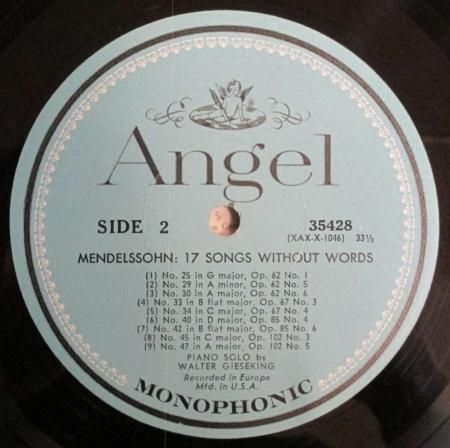 Angel
SIDE 2
35428
(XAX-X-1046) 33⅓
MENDELSSOHN: 17 SONGS WITHOUT WORDS
(1) No. 25 in G major, Op. 62 No. 1
(2) No. 29 in A minor, Op. 62 No. 5
(3) No. 30 in A major, Op. 62 No. 6
(4) No. 33 in B flat major, Op. 67 No. 3
(5) No. 34 in C major, Op. 67 No. 4
(6) No. 40 in D major, Op. 85 No. 4
(7) No. 42 in B flat major, Op. 85 No. 6
(8) No. 45 in C major, Op. 102 No. 3
(9) No. 47 in A major, Op. 102 No. 5
PIANO SOLO by
WALTER GIESEKING
Recorded in Europe
Mfd. in U.S.A.
MONOPHONIC